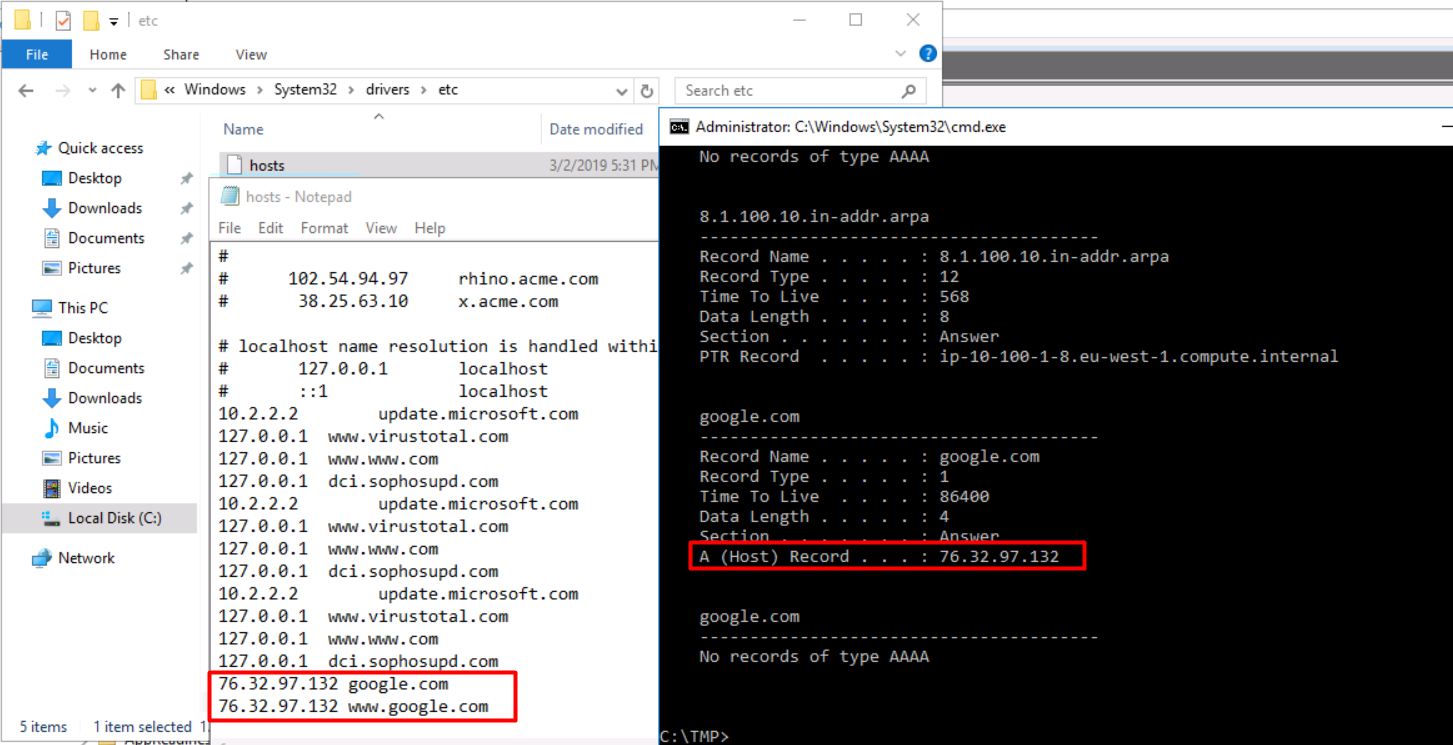 etc
File Home Share View
« Windows > System32 > drivers > etc
Search etc
Name Date modified
Quick access
Desktop
Downloads
Documents
Pictures
This PC
Desktop
Documents
Downloads
Music
Pictures
Videos
Local Disk (C:)
Network
5 items 1 item selected 1
hosts 3/2/2019 5:31 PM
hosts - Notepad
File Edit Format View Help
#
# 102.54.94.97 rhino.acme.com
# 38.25.63.10 x.acme.com
# localhost name resolution is handled withi
# 127.0.0.1 localhost
# ::1 localhost
10.2.2.2 update.microsoft.com
127.0.0.1 www.virustotal.com
127.0.0.1 www.www.com
127.0.0.1 dci.sophosupd.com
10.2.2.2 update.microsoft.com
127.0.0.1 www.virustotal.com
127.0.0.1 www.www.com
127.0.0.1 dci.sophosupd.com
10.2.2.2 update.microsoft.com
127.0.0.1 www.virustotal.com
127.0.0.1 www.www.com
127.0.0.1 dci.sophosupd.com
76.32.97.132 google.com
76.32.97.132 www.google.com
Administrator: C:\Windows\System32\cmd.exe
No records of type AAAA
8.1.100.10.in-addr.arpa
----------------------------------------
Record Name . . . . . : 8.1.100.10.in-addr.arpa
Record Type . . . . . : 12
Time To Live . . . . : 568
Data Length . . . . . : 8
Section . . . . . . . : Answer
PTR Record . . . . . : ip-10-100-1-8.eu-west-1.compute.internal
google.com
----------------------------------------
Record Name . . . . . : google.com
Record Type . . . . . : 1
Time To Live . . . . : 86400
Data Length . . . . . : 4
Section . . . . . . . : Answer
A (Host) Record . . . : 76.32.97.132
google.com
----------------------------------------
No records of type AAAA
C:\TMP>